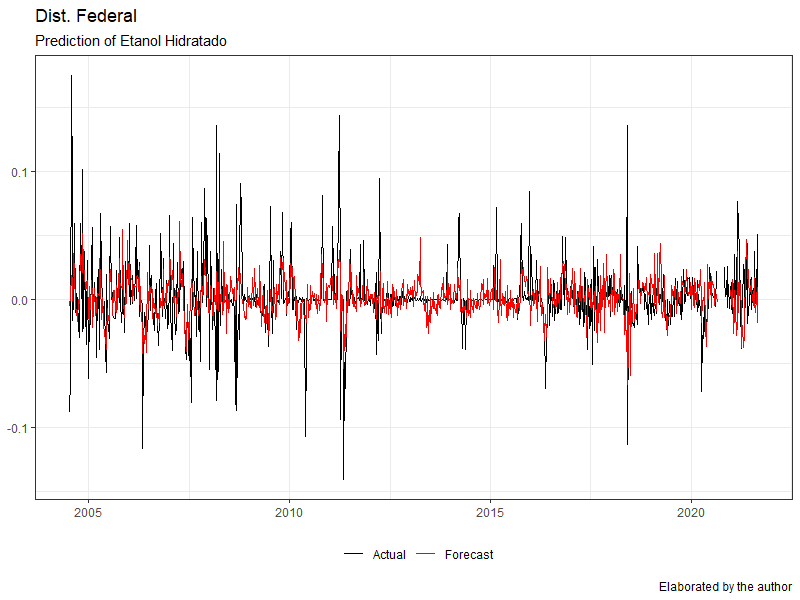 Dist. Federal
Prediction of Etanol Hidratado
0.1
0.0
-0.1
2005 2010 2015 2020
Actual Forecast
Elaborated by the author